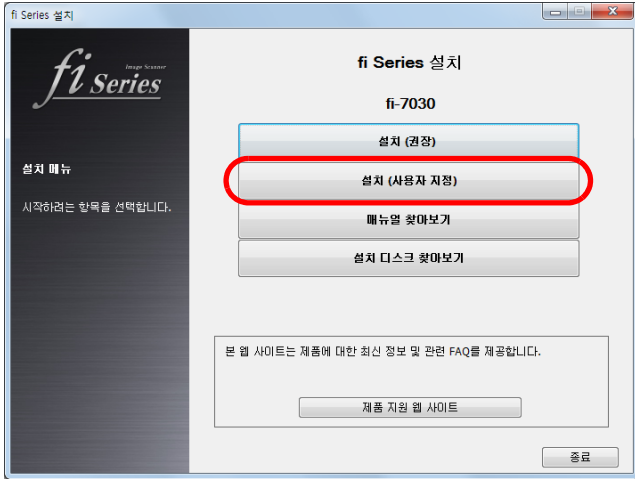 fi Series 설치
fi Image Scanner
Series
설치 메뉴
시작하려는 항목을 선택합니다.
fi Series 설치
fi-7030
설치 (권장)
설치 (사용자 지정)
매뉴얼 찾아보기
설치 디스크 찾아보기
본 웹 사이트는 제품에 대한 최신 정보 및 관련 FAQ를 제공합니다.
제품 지원 웹 사이트
종료